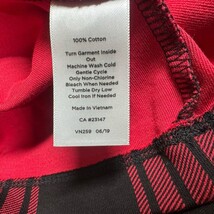 100% Cotton
Turn Garment Inside
Out
Machine Wash Cold
Gentle Cycle
Only Non-Chlorine
Bleach When Needed
Tumble Dry Low
Cool Iron If Needed
Made In Vietnam
CA #23147
VN259 06/19